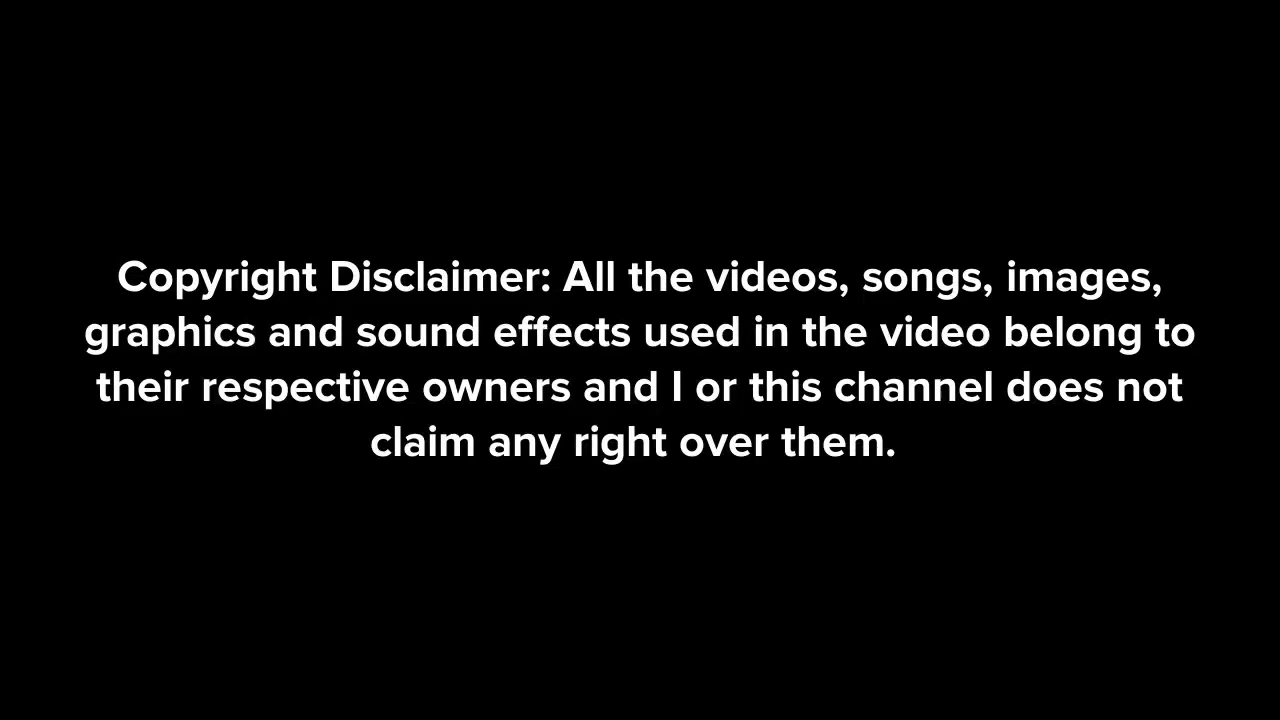 Copyright Disclaimer: All the videos, songs, images,
graphics and sound effects used in the video belong to
their respective owners and I or this channel does not
claim any right over them.